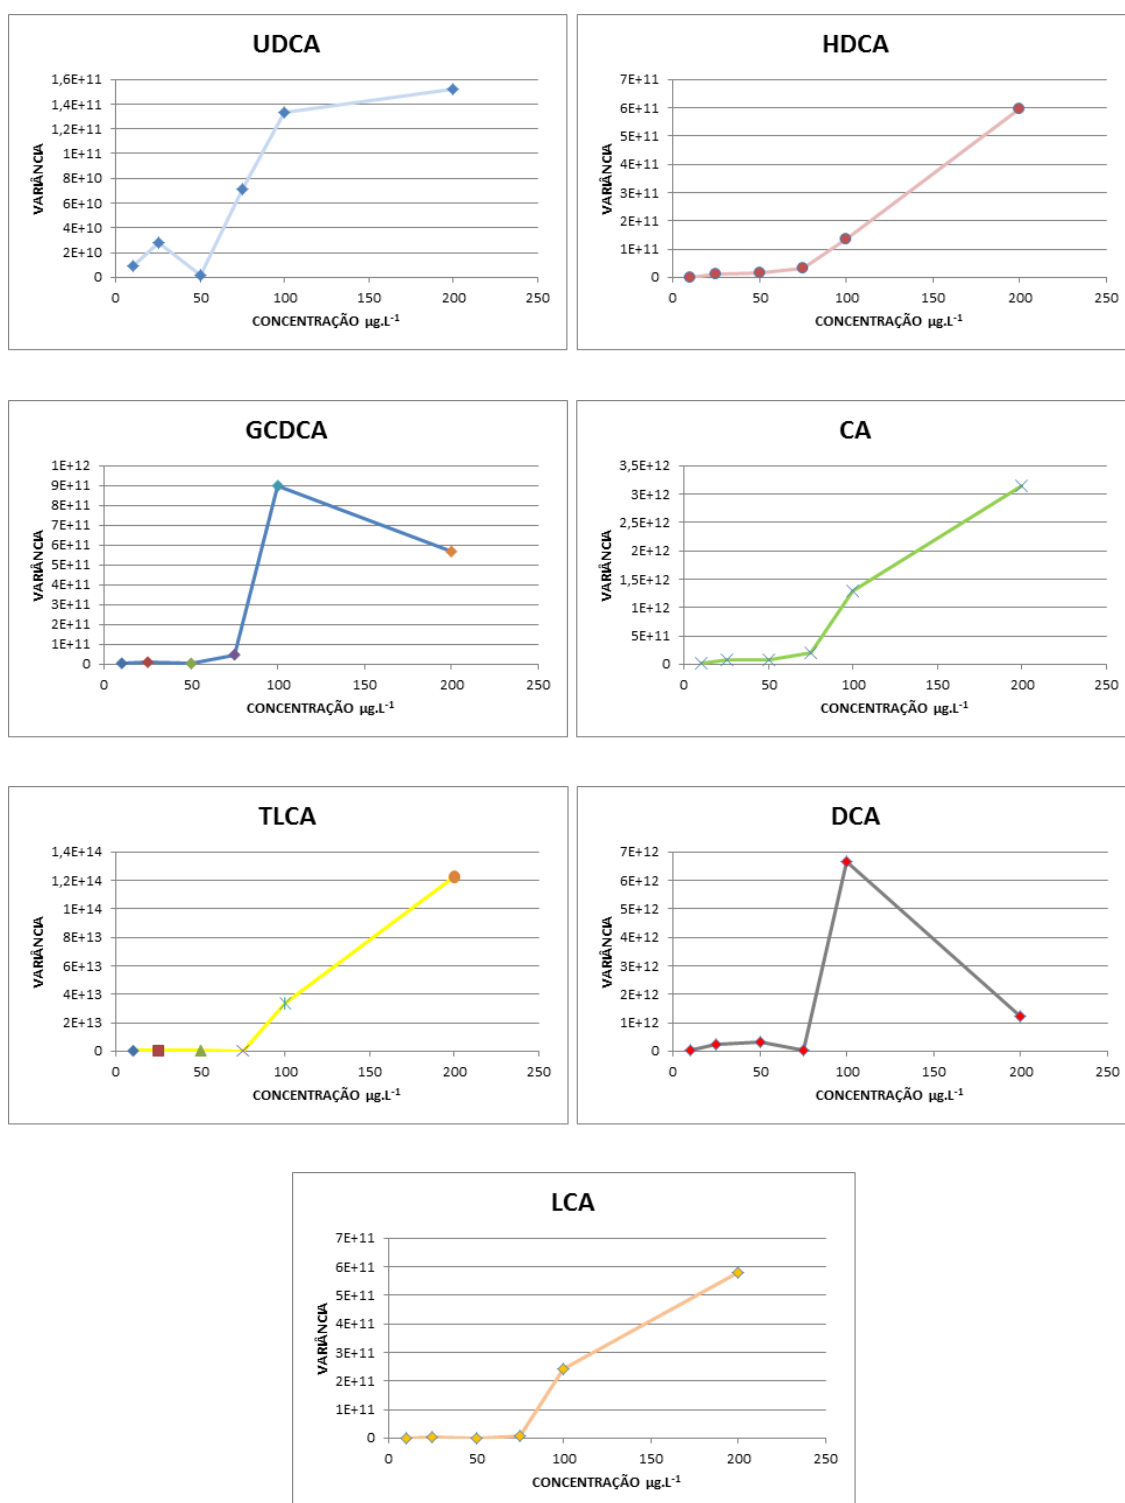 UDCA
1,6E+11
1,4E+11
1,2E+11
1E+11
8E+10
6E+10
4E+10
2E+10
0
VARIÂNCIA
0 50 100 150 200 250
CONCENTRAÇÃO µg.L⁻¹
HDCA
7E+11
6E+11
5E+11
4E+11
3E+11
2E+11
1E+11
0
VARIÂNCIA
0 50 100 150 200 250
CONCENTRAÇÃO µg.L⁻¹
GCDCA
1E+12
9E+11
8E+11
7E+11
6E+11
5E+11
4E+11
3E+11
2E+11
1E+11
0
VARIÂNCIA
0 50 100 150 200 250
CONCENTRAÇÃO µg.L⁻¹
CA
3,5E+12
3E+12
2,5E+12
2E+12
1,5E+12
1E+12
5E+11
0
VARIÂNCIA
0 50 100 150 200 250
CONCENTRAÇÃO µg.L⁻¹
TLCA
1,4E+14
1,2E+14
1E+14
8E+13
6E+13
4E+13
2E+13
0
VARIÂNCIA
0 50 100 150 200 250
CONCENTRAÇÃO µg.L⁻¹
DCA
7E+12
6E+12
5E+12
4E+12
3E+12
2E+12
1E+12
0
VARIÂNCIA
0 50 100 150 200 250
CONCENTRAÇÃO µg.L⁻¹
LCA
7E+11
6E+11
5E+11
4E+11
3E+11
2E+11
1E+11
0
VARIÂNCIA
0 50 100 150 200 250
CONCENTRAÇÃO µg.L⁻¹